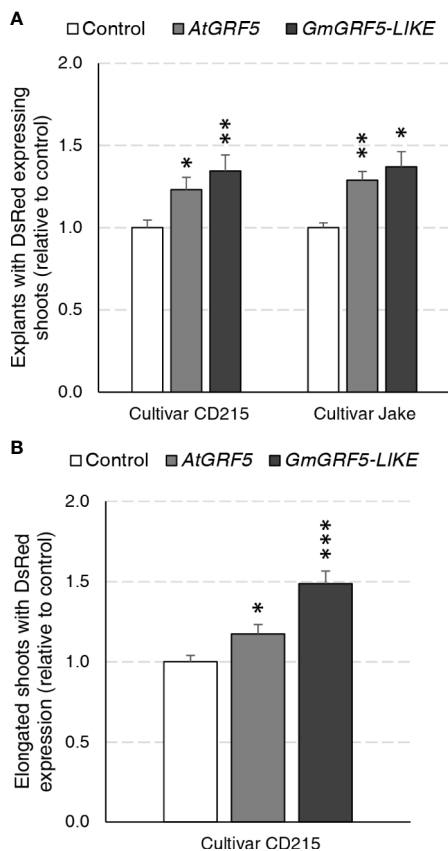 A
Control AtGRF5 GmGRF5-LIKE
Explants with DsRed expressing
shoots (relative to control)
2.0
1.5
1.0
0.5
0.0
*
**
**
*
Cultivar CD215 Cultivar Jake
B
Control AtGRF5 GmGRF5-LIKE
Elongated shoots with DsRed
expression (relative to control)
2.0
1.5
1.0
0.5
0.0
*
***
Cultivar CD215